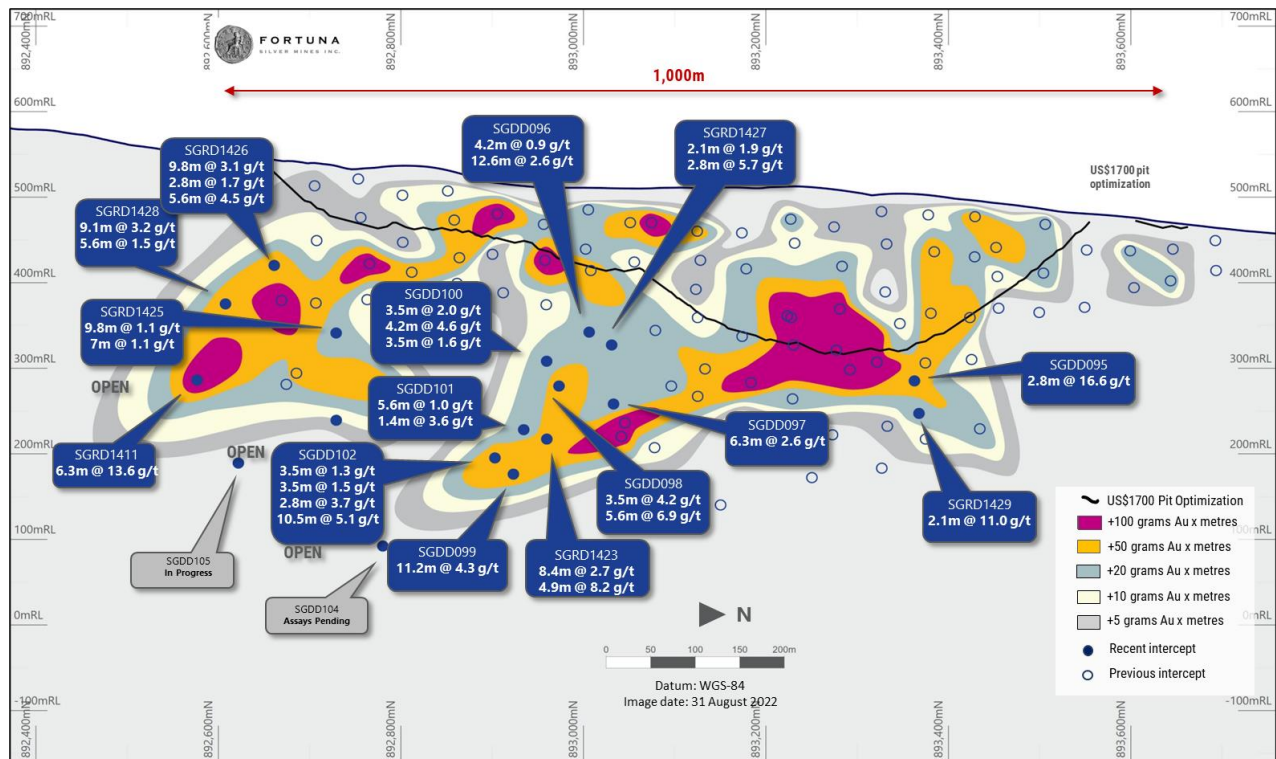 700mRL
700mRL
892,400mN
892,600mN
892,800mN
893,000mN
893,200mN
893,400mN
893,600mN
FORTUNA
SILVER MINES INC.
1,000m
600mRL
600mRL
SGDD096
4.2m @ 0.9 g/t
12.6m @ 2.6 g/t
SGRD1427
2.1m @ 1.9 g/t
2.8m @ 5.7 g/t
SGRD1426
9.8m @ 3.1 g/t
2.8m @ 1.7 g/t
5.6m @ 4.5 g/t
US$1700 pit
optimization
500mRL
500mRL
SGRD1428
9.1m @ 3.2 g/t
5.6m @ 1.5 g/t
400mRL
400mRL
SGDD100
3.5m @ 2.0 g/t
4.2m @ 4.6 g/t
3.5m @ 1.6 g/t
SGRD1425
9.8m @ 1.1 g/t
7m @ 1.1 g/t
300mRL
300mRL
SGDD095
2.8m @ 16.6 g/t
OPEN
SGDD101
5.6m @ 1.0 g/t
1.4m @ 3.6 g/t
SGDD097
6.3m @ 2.6 g/t
SGRD1411
6.3m @ 13.6 g/t
OPEN
200mRL
200mRL
SGDD102
3.5m @ 1.3 g/t
3.5m @ 1.5 g/t
2.8m @ 3.7 g/t
10.5m @ 5.1 g/t
SGDD098
3.5m @ 4.2 g/t
5.6m @ 6.9 g/t
SGRD1429
2.1m @ 11.0 g/t
US$1700 Pit Optimization
+100 grams Au x metres
+50 grams Au x metres
+20 grams Au x metres
+10 grams Au x metres
+5 grams Au x metres
Recent intercept
Previous intercept
100mRL
100mRL
OPEN
SGDD099
11.2m @ 4.3 g/t
SGRD1423
8.4m @ 2.7 g/t
4.9m @ 8.2 g/t
SGDD105
In Progress
SGDD104
Assays Pending
0mRL
0mRL
N
0 50 100 150 200m
Datum: WGS-84
Image date: 31 August 2022
-100mRL
-100mRL
892,400mN
892,600mN
892,800mN
893,000mN
893,200mN
893,400mN
893,600mN